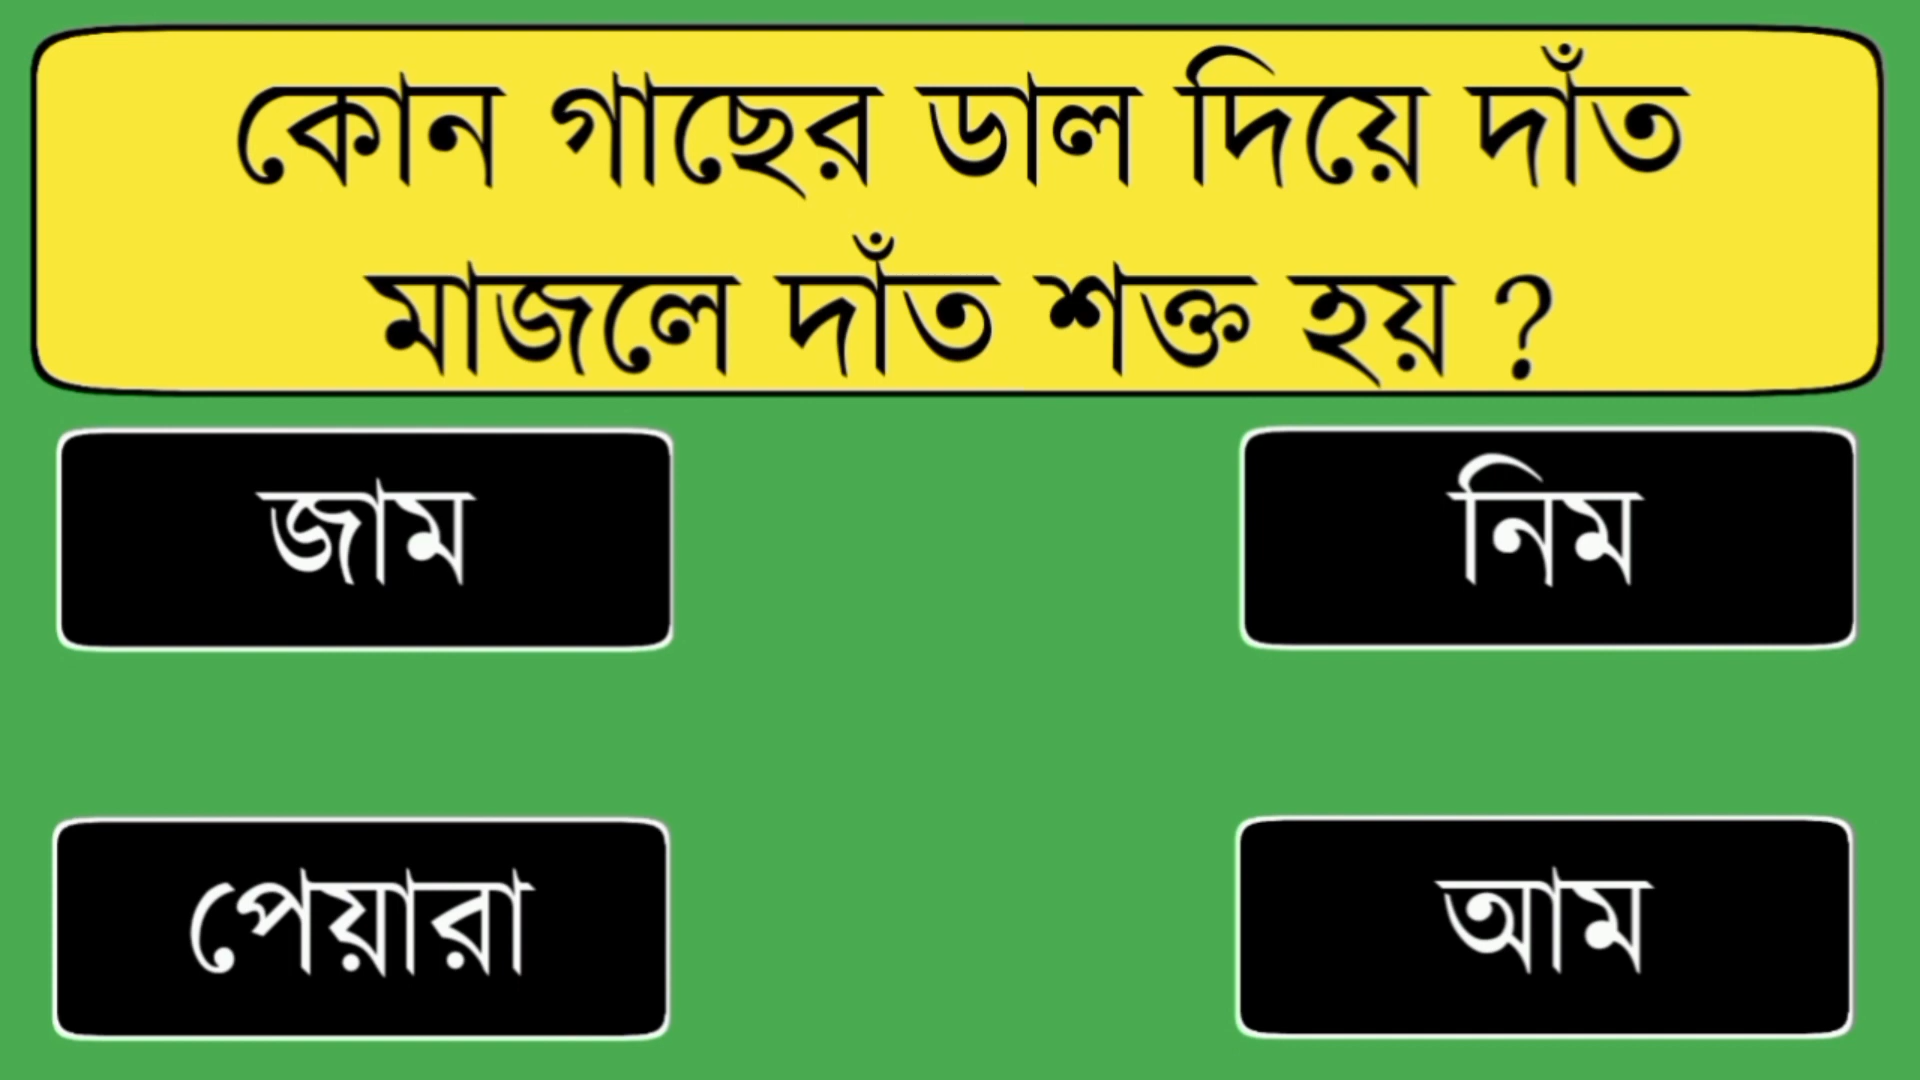 কোন গাছের ডাল দিয়ে দাঁত
মাজলে দাঁত শক্ত হয় ?
জাম
নিম
পেয়ারা
আম